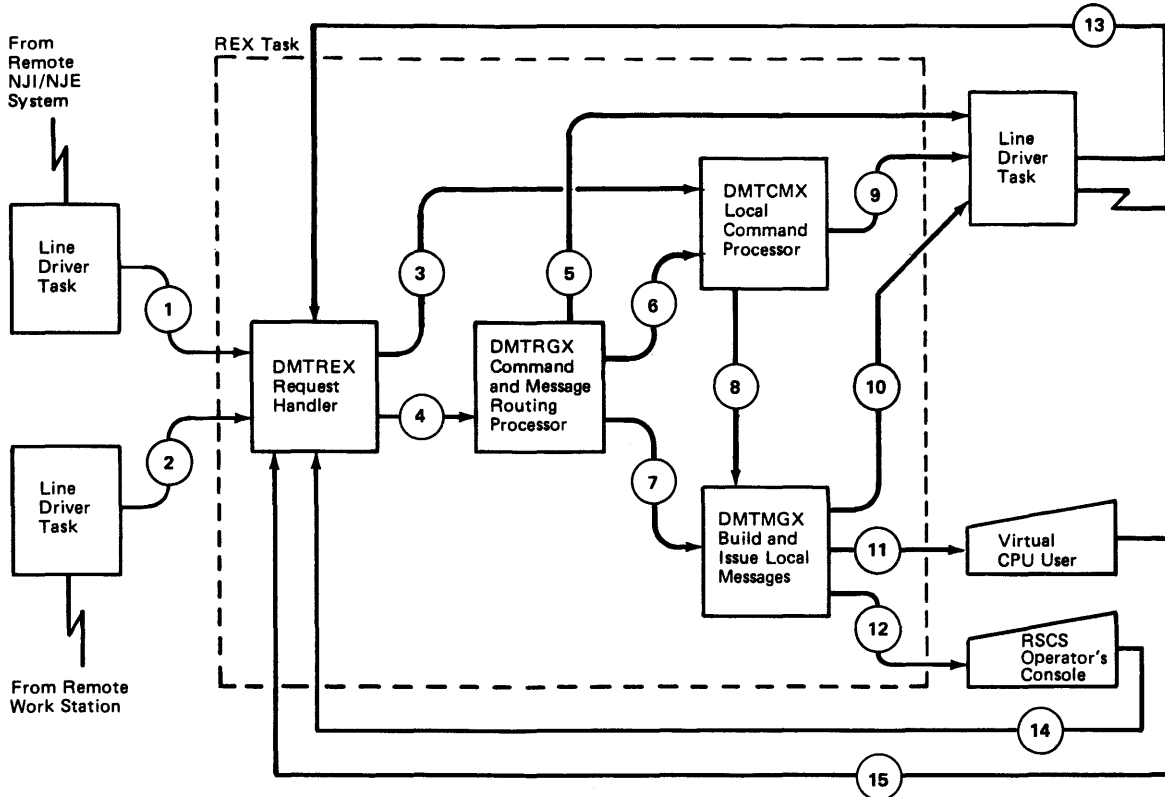 From
Remote
NJI/NJE
System
REX Task
13
Line
Driver
Task
1
3
5
6
DMTCMX
Local
Command
Processor
9
Line
Driver
Task
DMTREX
Request
Handler
4
DMTRGX
Command
and Message
Routing
Processor
8
10
2
Line
Driver
Task
7
DMTMGX
Build and
Issue Local
Messages
11
Virtual
CPU User
12
RSCS
Operator's
Console
From Remote
Work Station
14
15